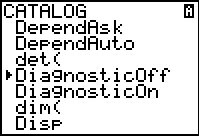 CATALOG A
DependAsk
DependAuto
det(
DiagnosticOff
DiagnosticOn
dim(
Disp